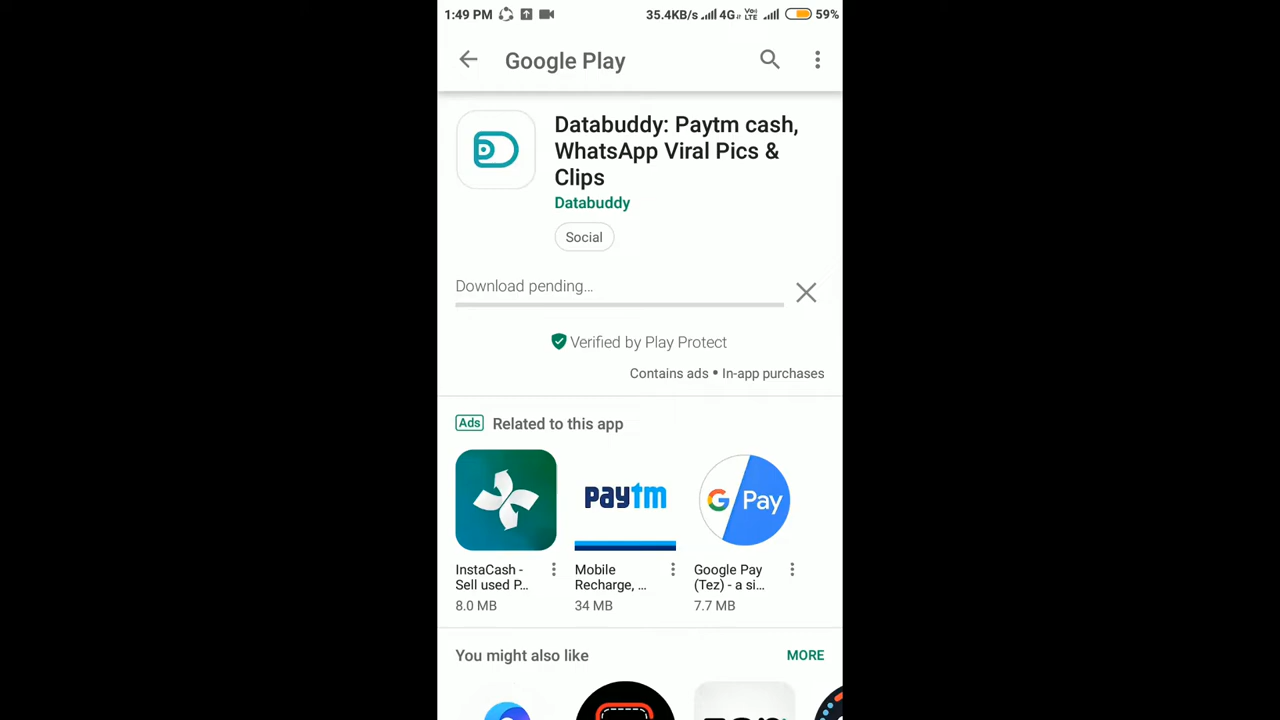 1:49 PM 35.4KB/s 4G Vo) LTE 59%
Google Play
Databuddy: Paytm cash,
WhatsApp Viral Pics &
Clips
Databuddy
Social
Download pending…
Verified by Play Protect
Contains ads • In-app purchases
Ads Related to this app
paytm
G Pay
InstaCash -
Sell used P...
8.0 MB
Mobile
Recharge, ...
34 MB
Google Pay
(Tez) - a si...
7.7 MB
You might also like MORE